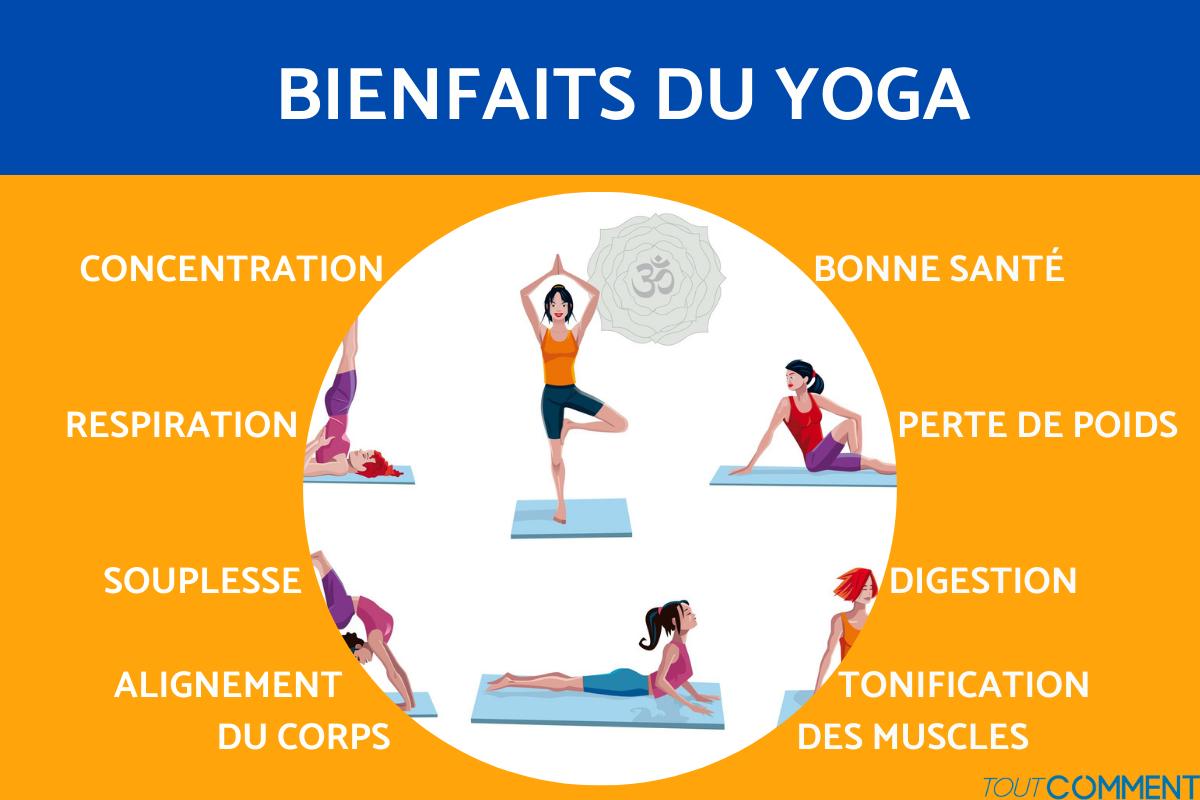 BIENFAITS DU YOGA
CONCENTRATION
RESPIRATION
SOUPLESSE
ALIGNEMENT
DU CORPS
ॐ
BONNE SANTÉ
PERTE DE POIDS
DIGESTION
TONIFICATION
DES MUSCLES
TOUTCOMMENT